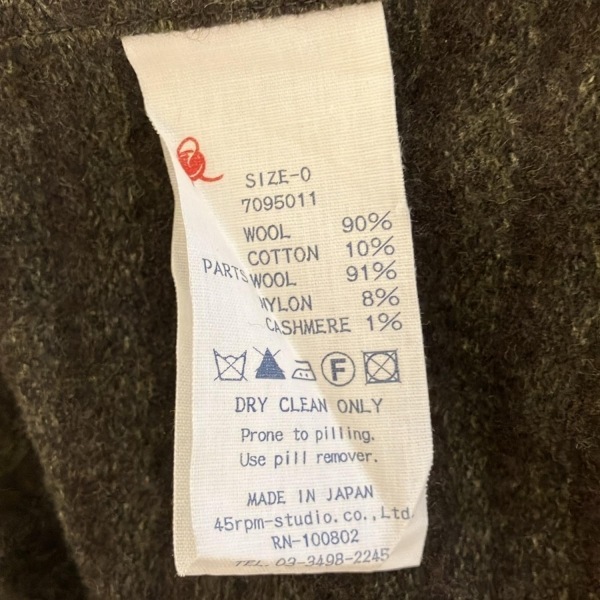 SIZE-0
7095011
WOOL 90%
COTTON 10%
PARTS WOOL 91%
NYLON 8%
CASHMERE 1%
F
DRY CLEAN ONLY
Prone to pilling.
Use pill remover.
MADE IN JAPAN
45rpm-studio.co.,Ltd.
RN-100802
TEL. 03-3498-2245